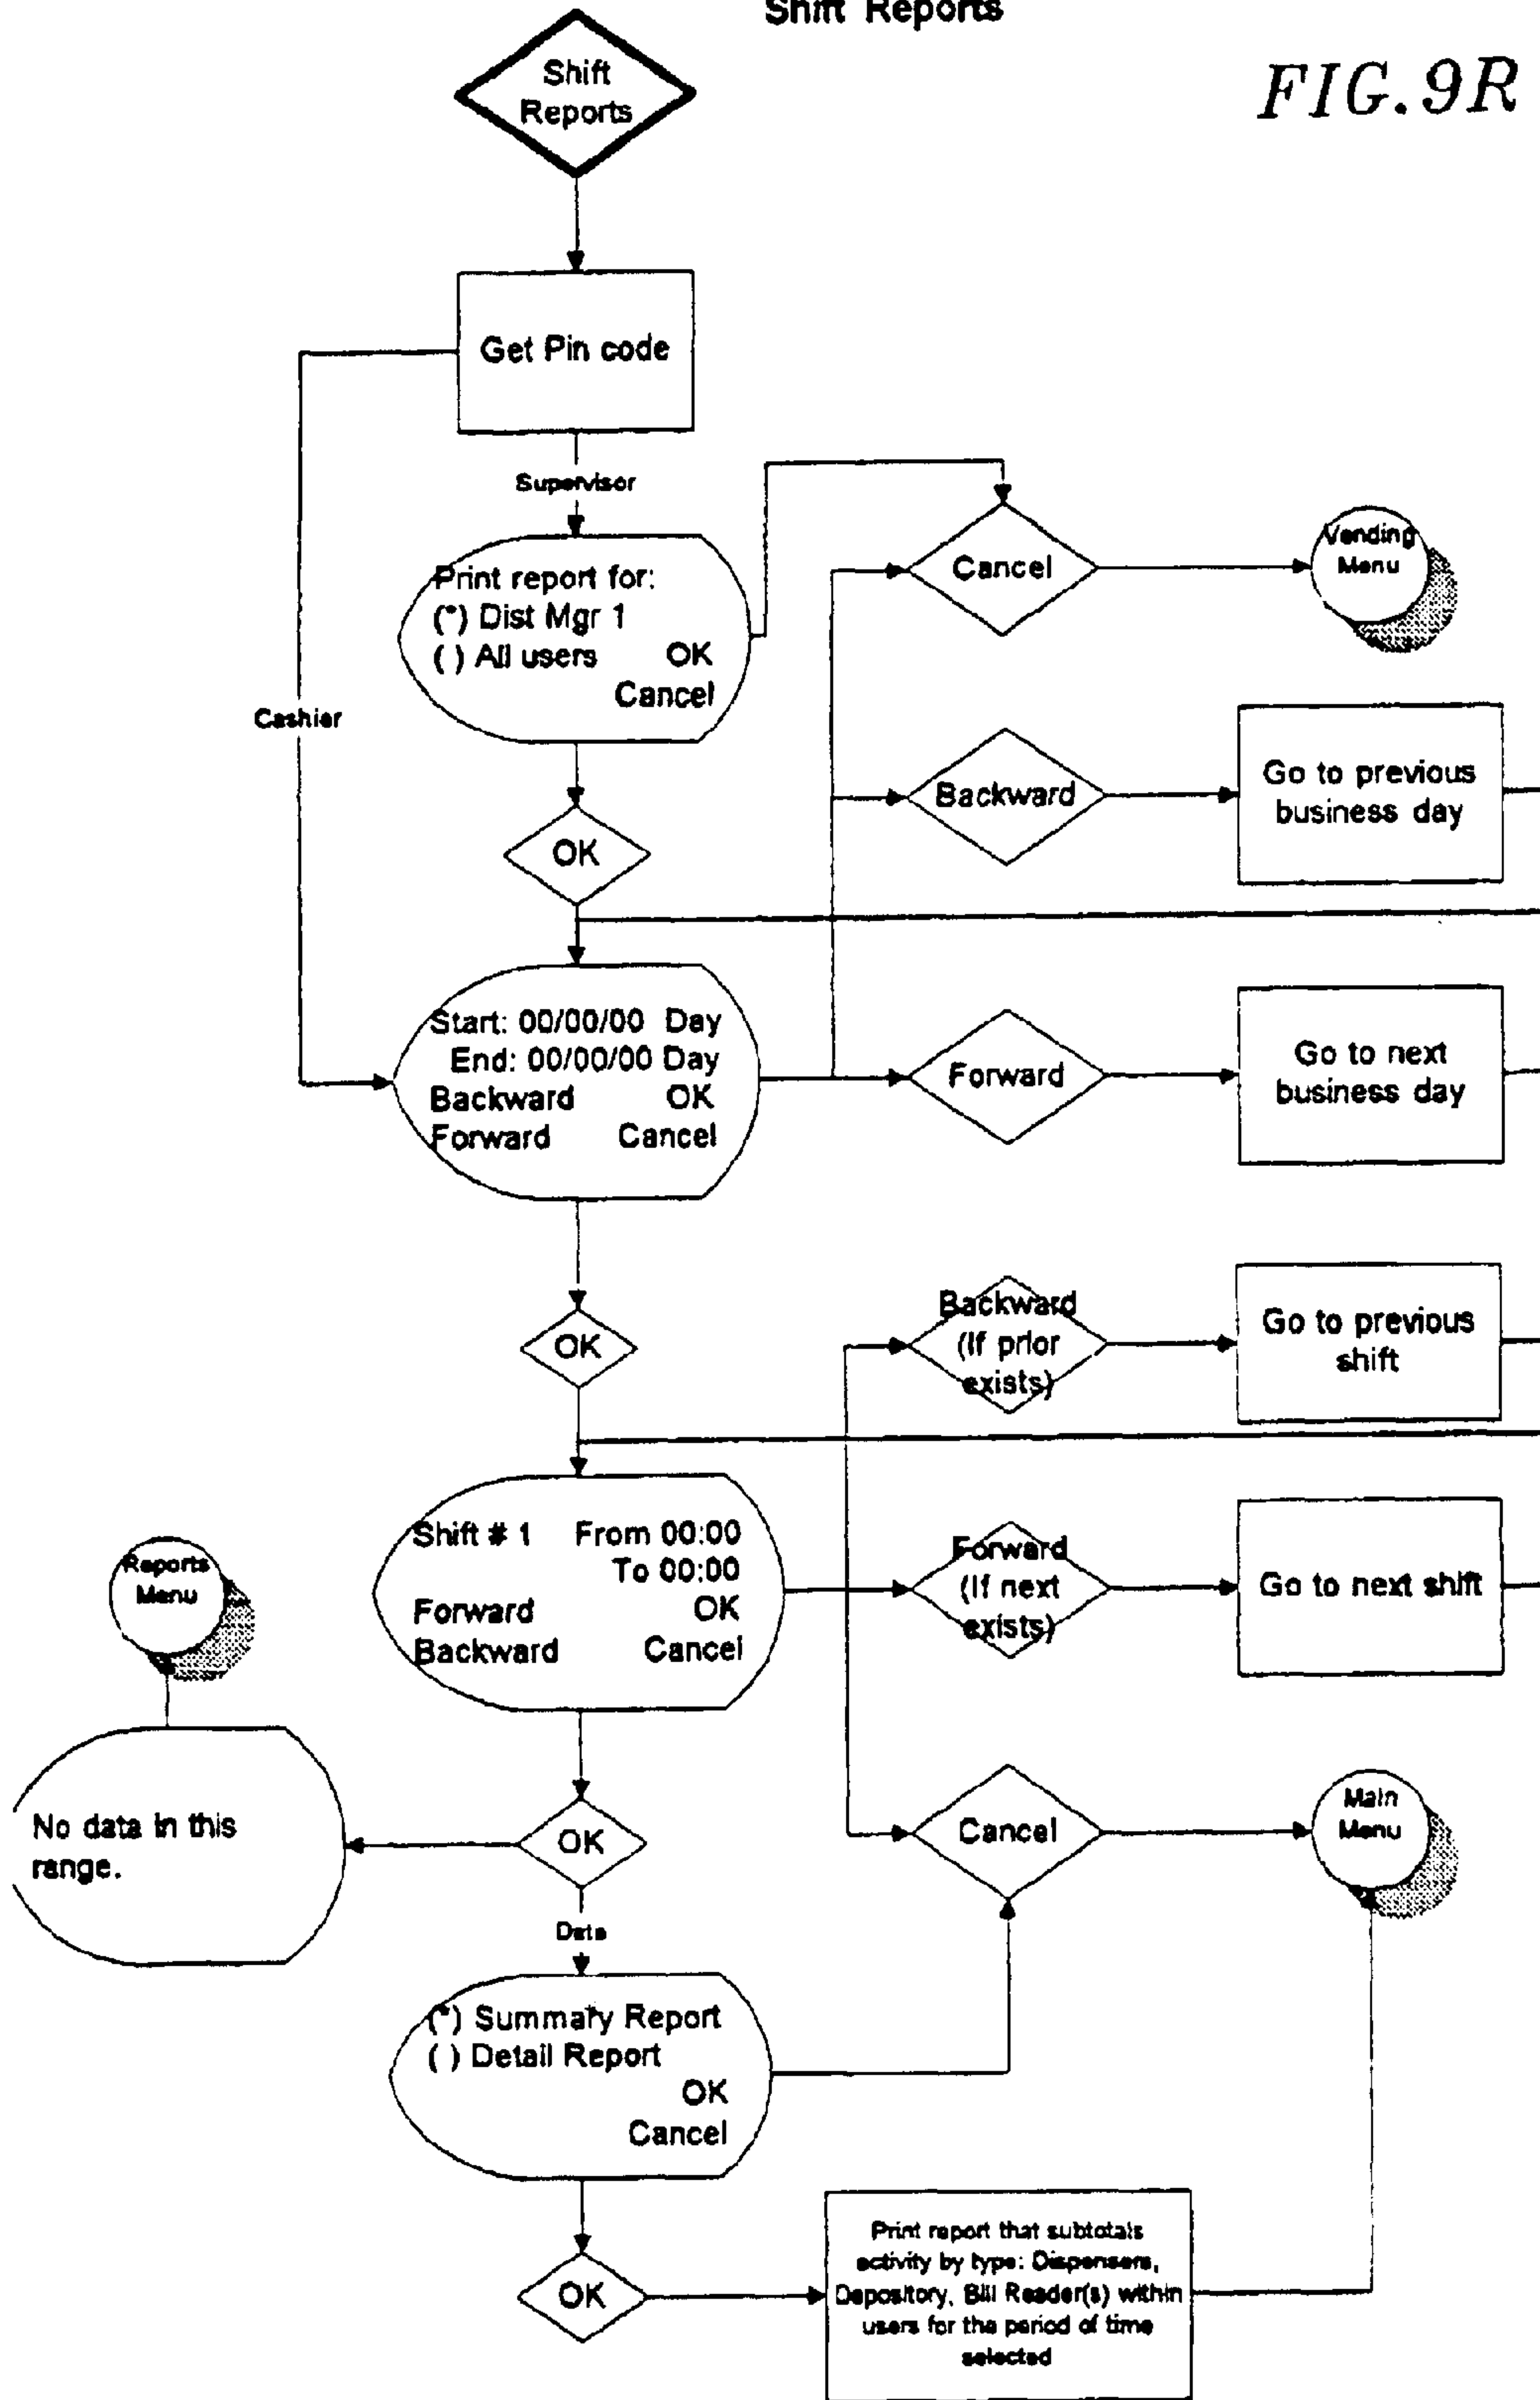 Shift Reports
FIG.9R
Shift
Reports
Get Pin code
Supervisor
Cashier
Print report for:
(*) Dist Mgr 1
( ) All users OK
Cancel
Cancel
Vending
Menu
Backward
Go to previous
business day
OK
Start: 00/00/00 Day
End: 00/00/00 Day
Backward OK
Forward Cancel
Forward
Go to next
business day
OK
Backward
(If prior
exists)
Go to previous
shift
Shift # 1 From 00:00
To 00:00
Forward OK
Backward Cancel
Forward
(If next
exists)
Go to next shift
Reports
Menu
No data in this
range.
OK
Cancel
Main
Menu
Data
(*) Summary Report
( ) Detail Report
OK
Cancel
OK
Print report that subtotals
activity by type: Dispensers,
Depository, Bill Reader(s) within
users for the period of time
selected